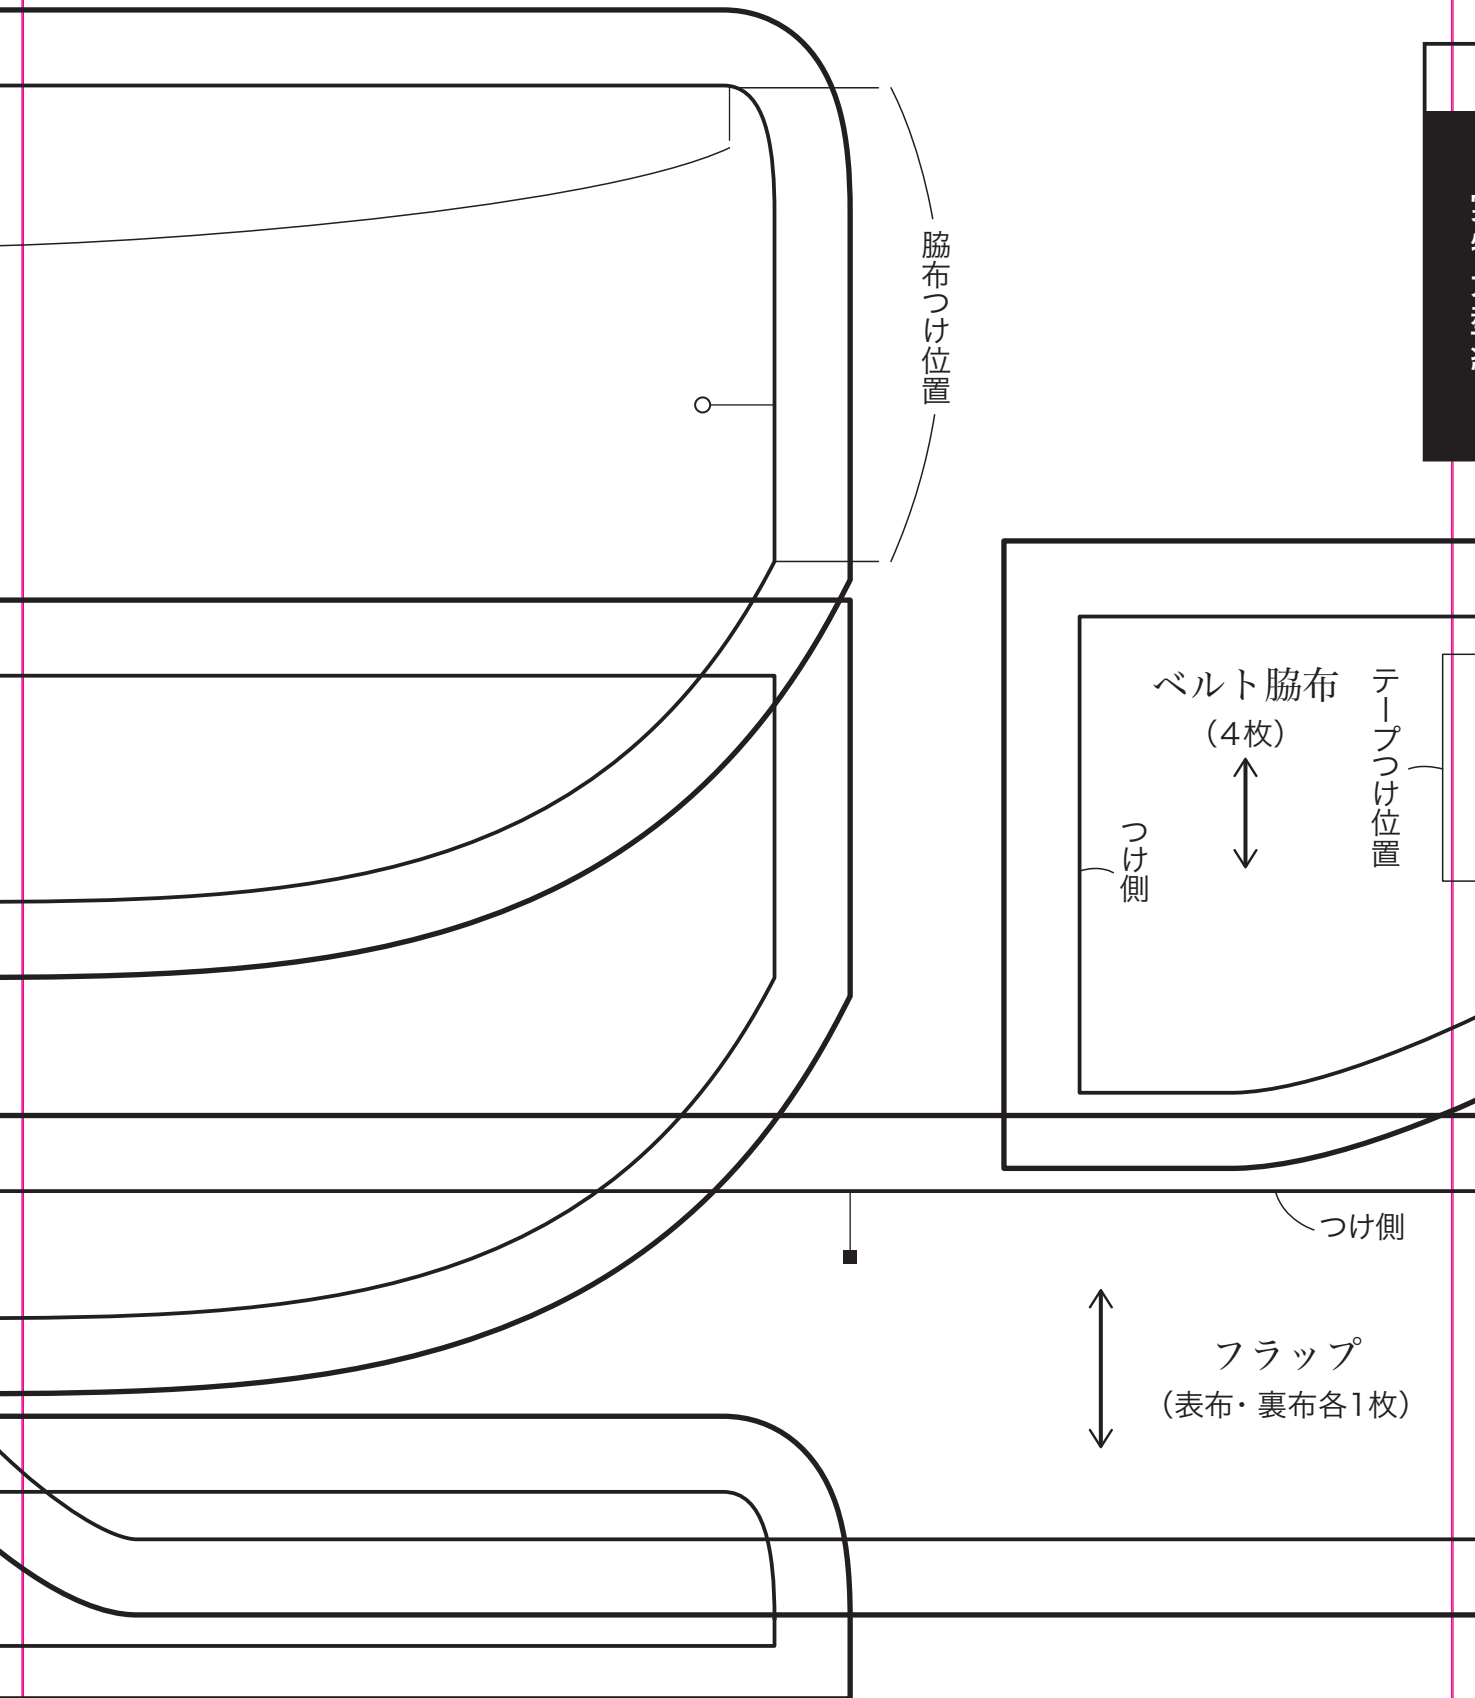 脇布つけ位置
ベルト脇布
（4枚）
テープつけ位置
つけ側
つけ側
フラップ
（表布・裏布各1枚）